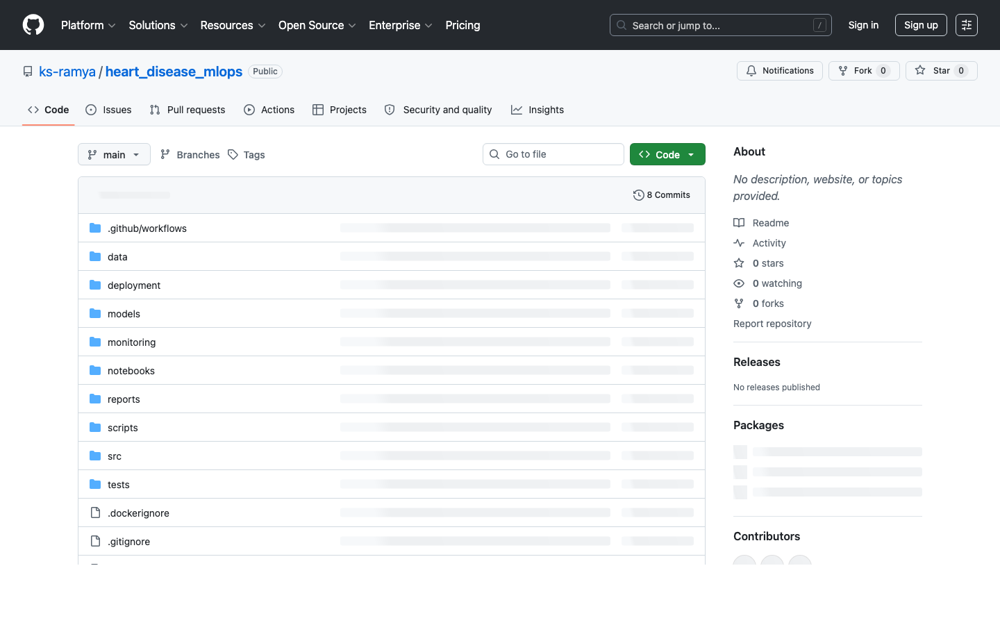 Platform Solutions Resources Open Source Enterprise Pricing Search or jump to... / Sign in Sign up
ks-ramya / heart_disease_mlops Public Notifications Fork 0 Star 0
Code Issues Pull requests Actions Projects Security and quality Insights
main Branches Tags Go to file Code
8 Commits
.github/workflows
data
deployment
models
monitoring
notebooks
reports
scripts
src
tests
.dockerignore
.gitignore
About
No description, website, or topics
provided.
Readme
Activity
0 stars
0 watching
0 forks
Report repository
Releases
No releases published
Packages
Contributors